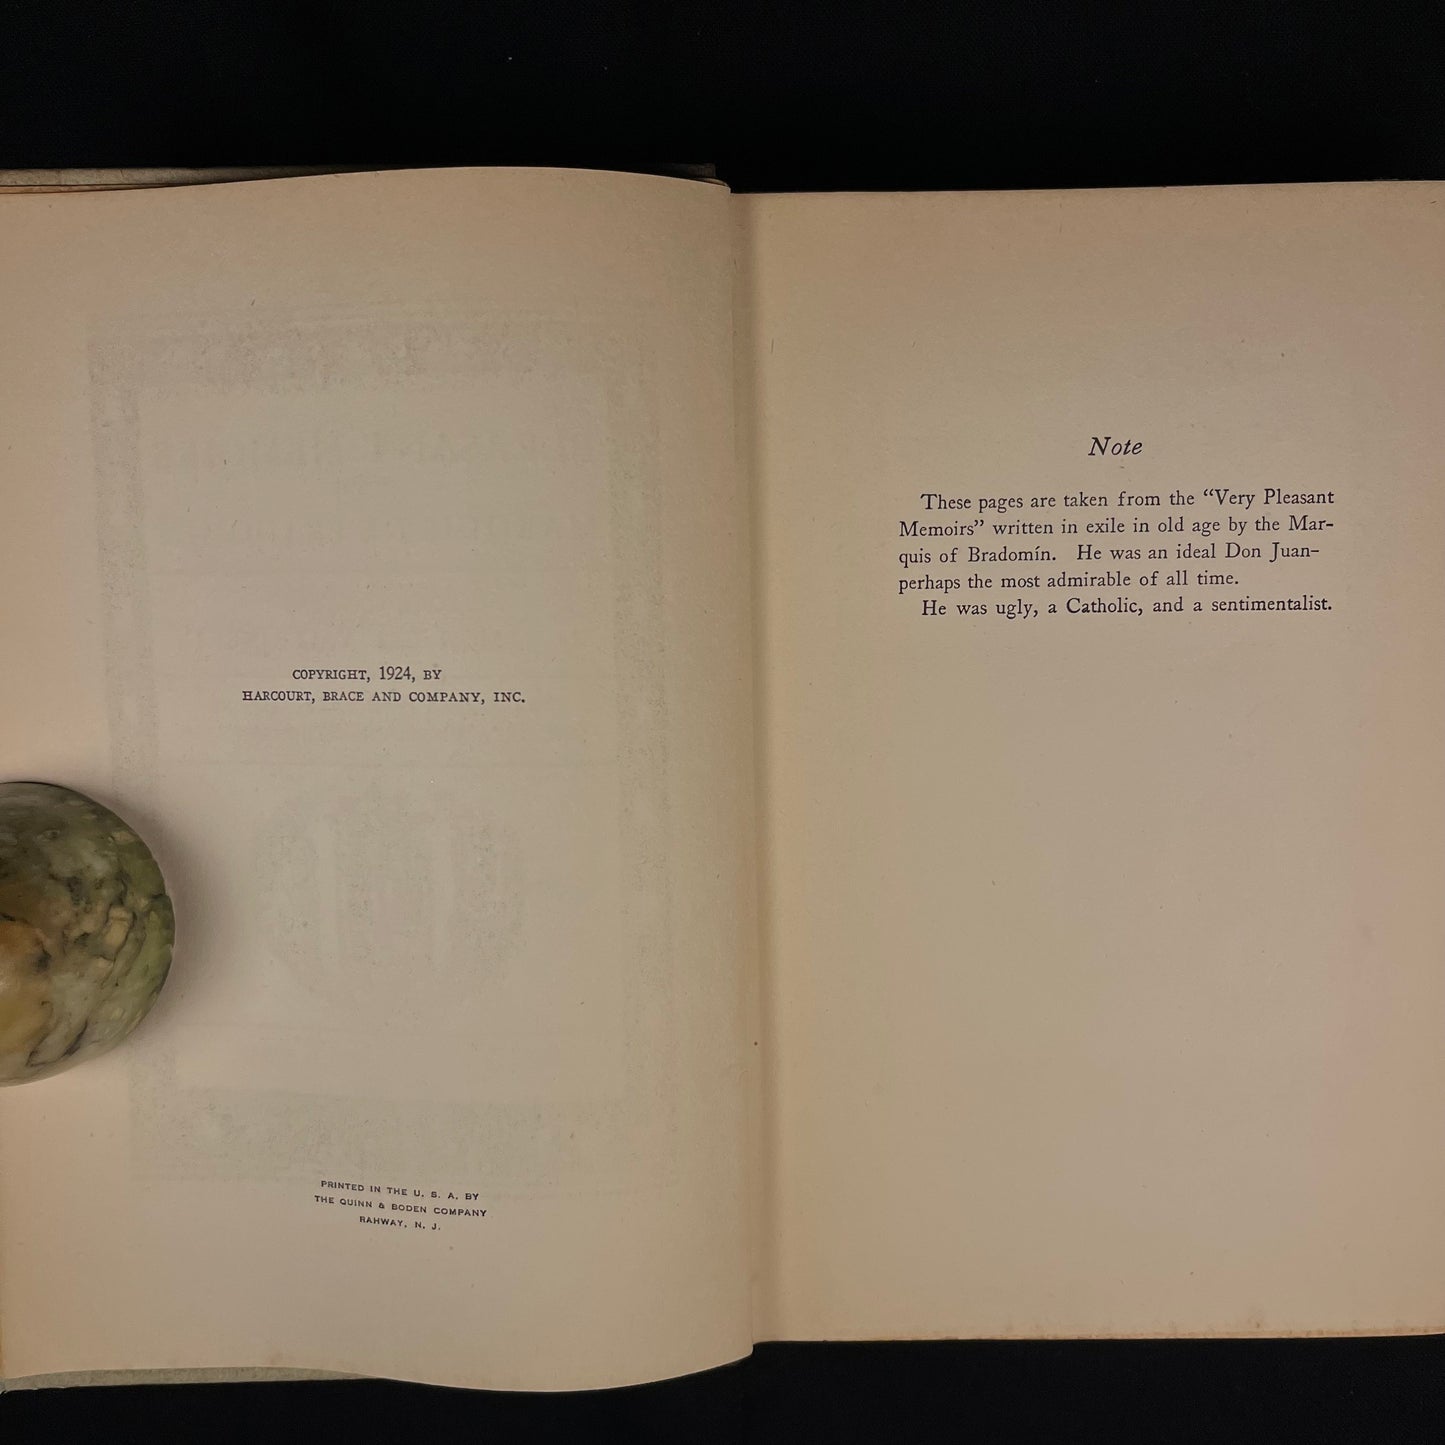 COPYRIGHT, 1924, BY
HARCOURT, BRACE AND COMPANY, INC.
PRINTED IN THE U. S. A. BY
THE QUINN & BODEN COMPANY
RAHWAY, N. J.
Note
These pages are taken from the “Very Pleasant
Memoirs” written in exile in old age by the Mar-
quis of Bradomín. He was an ideal Don Juan–
perhaps the most admirable of all time.
He was ugly, a Catholic, and a sentimentalist.